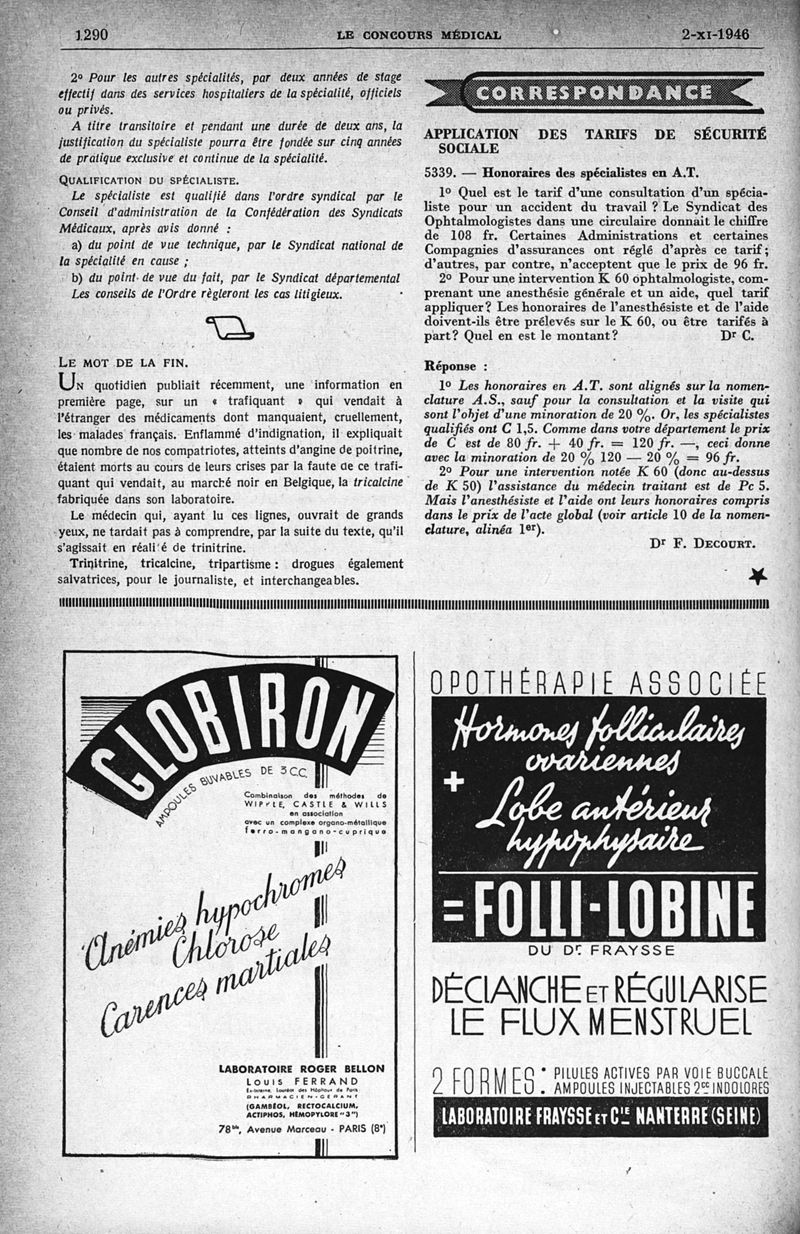 1290
LE CONCOURS MÉDICAL
2-XI-1946
2º Pour les autres spécialités, par deux années de stage
effectif dans des services hospitaliers de la spécialité, officiels
ou privés.
A titre transitoire et pendant une durée de deux ans, la
justification du spécialiste pourra être fondée sur cinq années
de pratique exclusive et continue de la spécialité.
QUALIFICATION DU SPÉCIALISTE.
Le spécialiste est qualifié dans l'ordre syndical par le
Conseil d'administration de la Confédération des Syndicats
Médicaux, après avis donné :
a) du point de vue technique, par le Syndicat national de
la spécialité en cause ;
b) du point de vue du fait, par le Syndicat départemental
Les conseils de l'Ordre règleront les cas litigieux.
LE MOT DE LA FIN.
UN quotidien publiait récemment, une information en
première page, sur un « trafiquant » qui vendait à
l'étranger des médicaments dont manquaient, cruellement,
les malades français. Enflammé d'indignation, il expliquait
que nombre de nos compatriotes, atteints d'angine de poitrine,
étaient morts au cours de leurs crises par la faute de ce trafi-
quant qui vendait, au marché noir en Belgique, la tricalcine
fabriquée dans son laboratoire.
Le médecin qui, ayant lu ces lignes, ouvrait de grands
yeux, ne tardait pas à comprendre, par la suite du texte, qu'il
s'agissait en réalité de trinitrine.
Trinitrine, tricalcine, tripartisme : drogues également
salvatrices, pour le journaliste, et interchangeables.
CORRESPONDANCE
APPLICATION DES TARIFS DE SÉCURITÉ
SOCIALE
5339. — Honoraires des spécialistes en A.T.
1º Quel est le tarif d'une consultation d'un spécia-
liste pour un accident du travail ? Le Syndicat des
Ophtalmologistes dans une circulaire donnait le chiffre
de 108 fr. Certaines Administrations et certaines
Compagnies d'assurances ont réglé d'après ce tarif ;
d'autres, par contre, n'acceptent que le prix de 96 fr.
2º Pour une intervention K 60 ophtalmologiste, com-
prenant une anesthésie générale et un aide, quel tarif
appliquer? Les honoraires de l'anesthésiste et de l'aide
doivent-ils être prélevés sur le K 60, ou être tarifés à
part? Quel en est le montant? Dr C.
Réponse :
1º Les honoraires en A.T. sont alignés sur la nomen-
clature A.S., sauf pour la consultation et la visite qui
sont l'objet d'une minoration de 20 %. Or, les spécialistes
qualifiés ont C 1,5. Comme dans votre département le prix
de C est de 80 fr. + 40 fr. = 120 fr. —, ceci donne
avec la minoration de 20 % 120 — 20 % = 96 fr.
2º Pour une intervention notée K 60 (donc au-dessus
de K 50) l'assistance du médecin traitant est de Pc 5.
Mais l'anesthésiste et l'aide ont leurs honoraires compris
dans le prix de l'acte global (voir article 10 de la nomen-
clature, alinéa 1er).
Dr F. DECOURT.
GLOBIRON
AMPOULES BUVABLES DE 3 C.C.
Combinaison des méthodes de
WIPPLE, CASTLE & WILLS
en association
avec un complexe organo-métallique
ferro-mangano-cuprique
Anémies hypochromes
Chlorose
Carences martiales
LABORATOIRE ROGER BELLON
LOUIS FERRAND
Ex-Interne, Lauréat des Hôpitaux de Paris
PHARMACIEN-GÉRANT
(GAMBÉOL, RECTOCALCIUM,
ACTIPHOS, HÉMOPYLORE "3")
78bis, Avenue Marceau - PARIS (8e)
OPOTHÉRAPIE ASSOCIÉE
Hormones folliculaires
ovariennes
+
Lobe antérieur
hypophysaire
= FOLLI-LOBINE
DU Dr FRAYSSE
DÉCLANCHE ET RÉGULARISE
LE FLUX MENSTRUEL
2 FORMES : PILULES ACTIVES PAR VOIE BUCCALE
AMPOULES INJECTABLES 2cc INDOLORES
LABORATOIRE FRAYSSE ET Cie NANTERRE (SEINE)